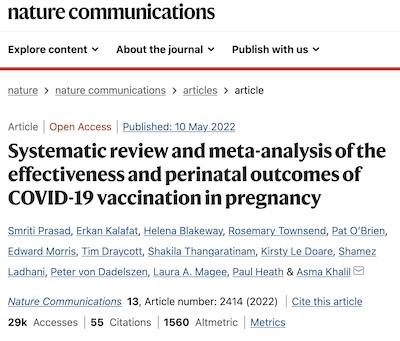 nature communications
Explore content About the journal Publish with us
nature > nature communications > articles > article
Article | Open Access | Published: 10 May 2022
Systematic review and meta-analysis of the
effectiveness and perinatal outcomes of
COVID-19 vaccination in pregnancy
Smriti Prasad, Erkan Kalafat, Helena Blakeway, Rosemary Townsend, Pat O'Brien,
Edward Morris, Tim Draycott, Shakila Thangaratinam, Kirsty Le Doare, Shamez
Ladhani, Peter von Dadelszen, Laura A. Magee, Paul Heath & Asma Khalil
Nature Communications 13, Article number: 2414 (2022) | Cite this article
29k Accesses | 55 Citations | 1560 Altmetric | Metrics